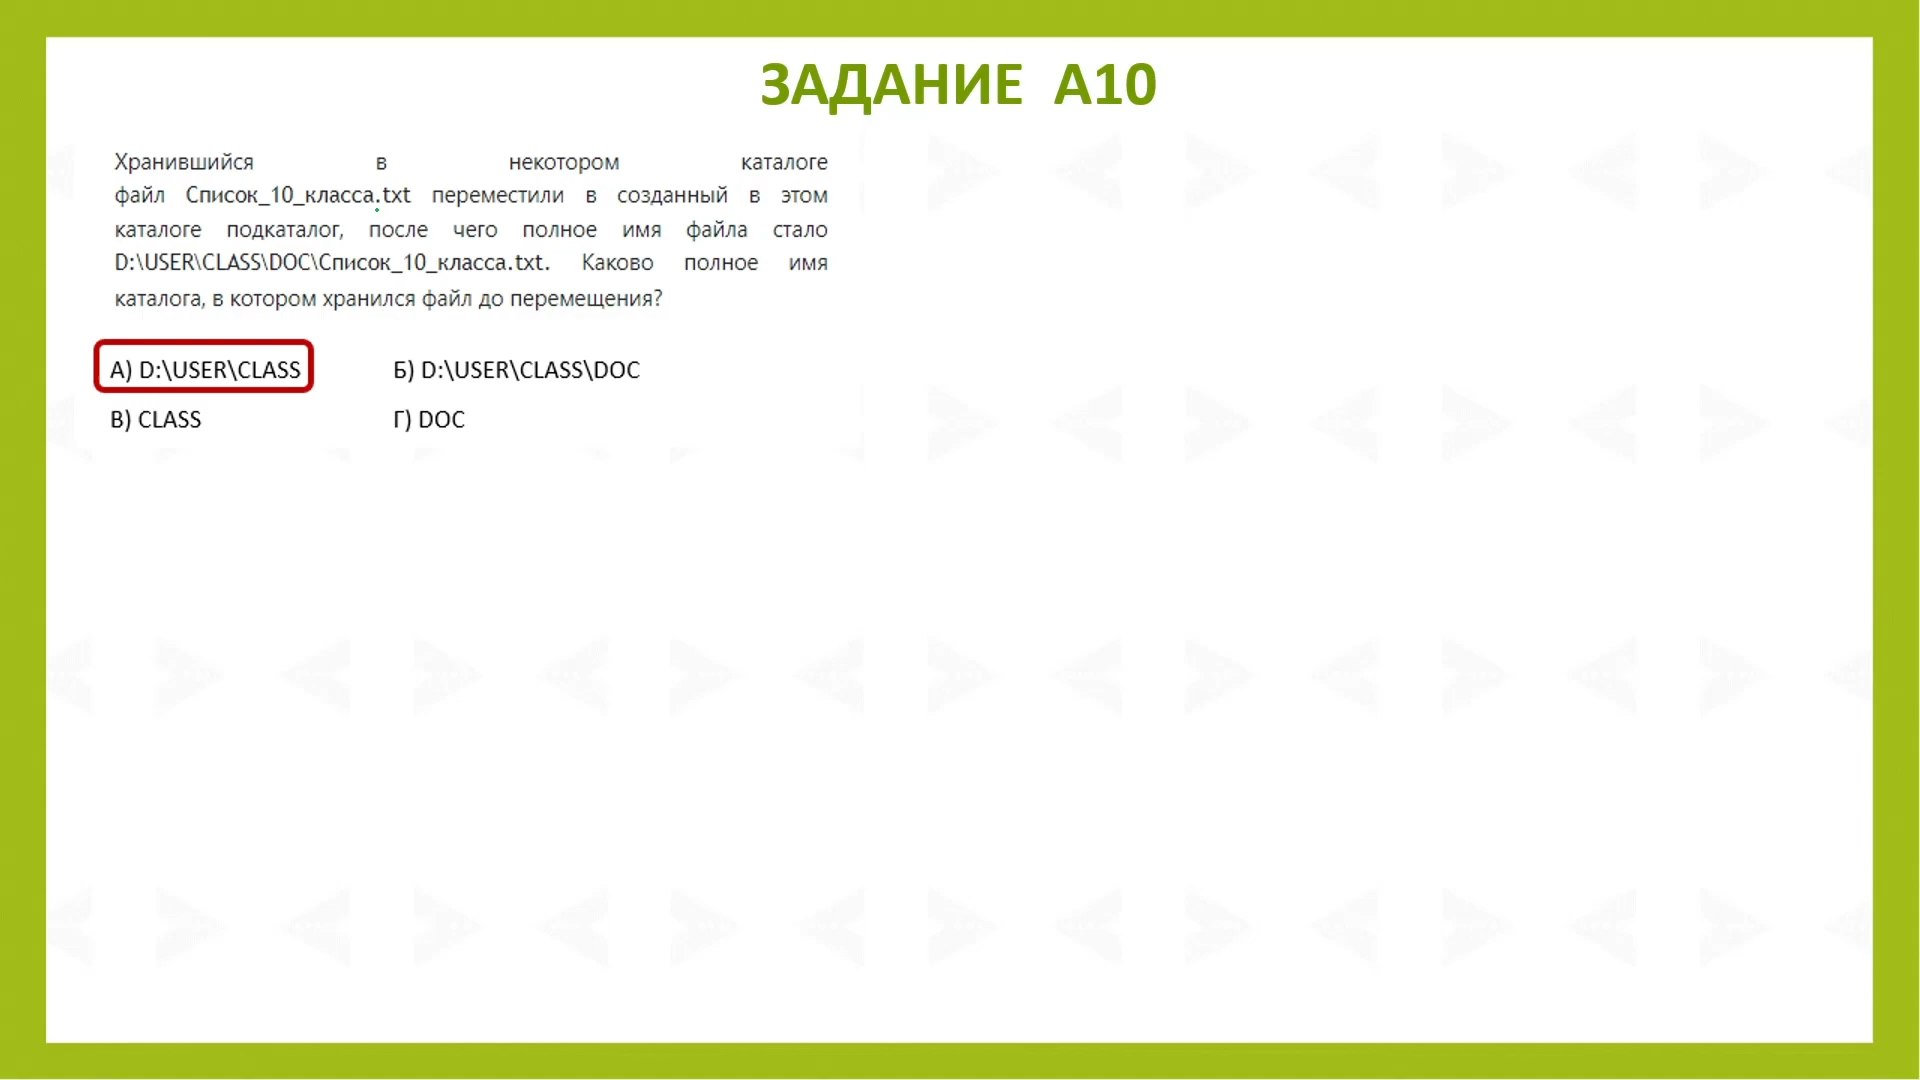 ЗАДАНИЕ А10
Хранившийся в некотором каталоге
файл Список_10_класса.txt переместили в созданный в этом
каталоге подкаталог, после чего полное имя файла стало
D:\USER\CLASS\DOC\Список_10_класса.txt. Каково полное имя
каталога, в котором хранился файл до перемещения?
А) D:\USER\CLASS Б) D:\USER\CLASS\DOC
В) CLASS Г) DOC